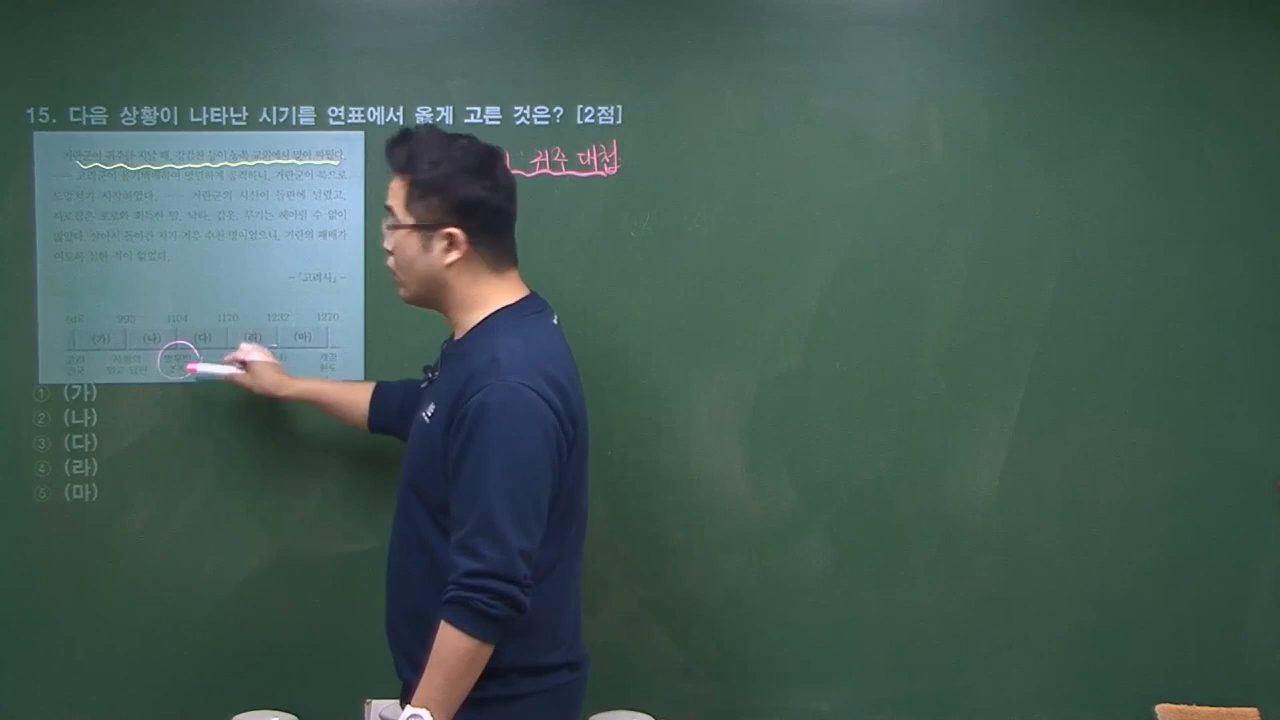 15. 다음 상황이 나타난 시기를 연표에서 옳게 고른 것은? [2점]
거란군이 귀주를 지날 때, 강감찬 등이 동쪽 교외에서 맞아 싸웠다.
귀주 대첩
고려군이 용기백배하여 맹렬하게 공격하니, 거란군이 북으로
도망치기 시작하였다. …… 거란군의 시신이 들판에 널렸고,
사로잡은 포로와 획득한 말, 낙타, 갑옷, 무기는 헤아릴 수 없이
많았다. 살아서 돌아간 자가 겨우 수천 명이었으니, 거란의 패배가
이토록 심한 적이 없었다.
-『고려사』-
918 993 1104 1170 1232 1270
(가) (나) (다) (라) (마)
고려 서희의 별무반 개경
건국 외교 담판 환도
① (가)
② (나)
③ (다)
④ (라)
⑤ (마)